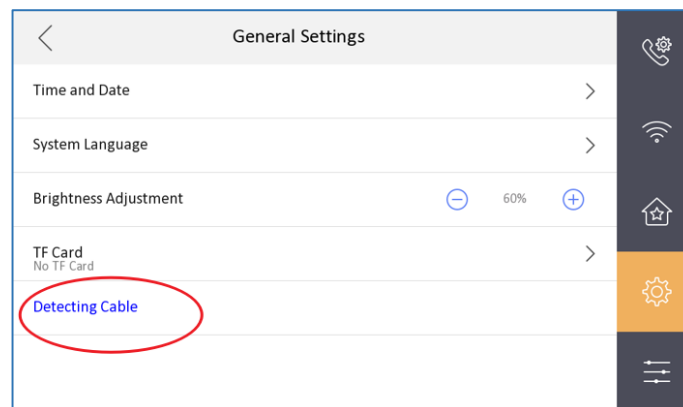 General Settings
Time and Date
System Language
Brightness Adjustment 60%
TF Card
No TF Card
Detecting Cable